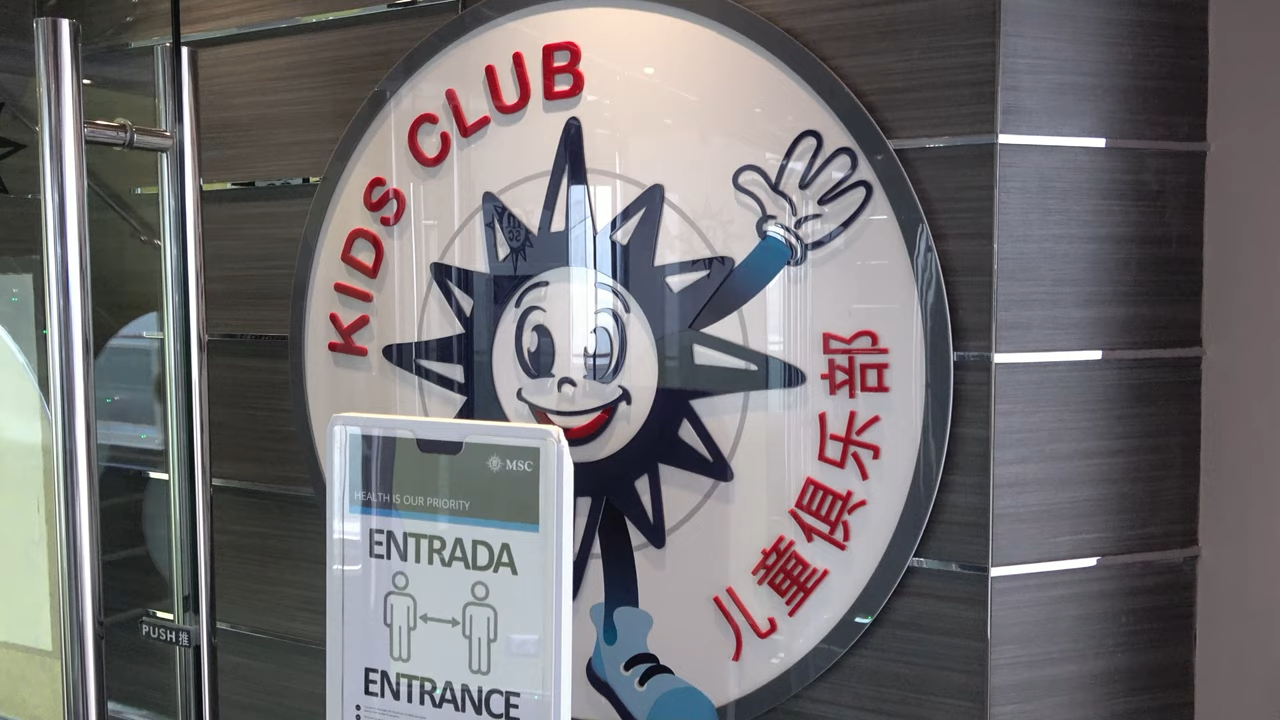 KIDS CLUB
儿童俱乐部
MSC
HEALTH IS OUR PRIORITY
ENTRADA
ENTRANCE
PUSH 推